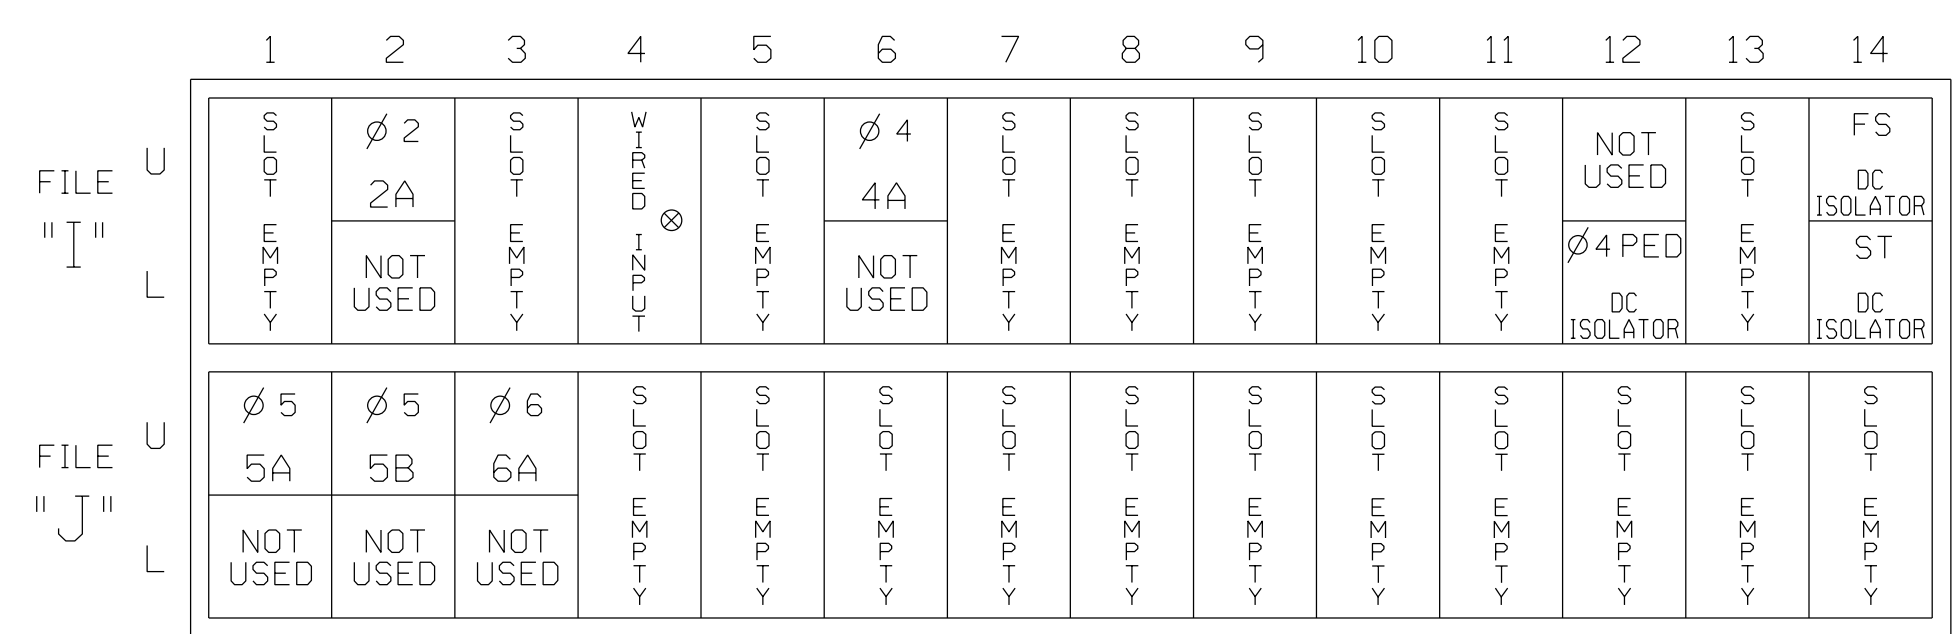 1 2 3 4 5 6 7 8 9 10 11 12 13 14
FILE
"I"
U
L
SLOT EMPTY
Ø 2
2A
NOT
USED
SLOT EMPTY
WIRED INPUT
SLOT EMPTY
Ø 4
4A
NOT
USED
SLOT EMPTY
SLOT EMPTY
SLOT EMPTY
SLOT EMPTY
SLOT EMPTY
NOT
USED
Ø 4 PED
DC
ISOLATOR
SLOT EMPTY
FS
DC
ISOLATOR
ST
DC
ISOLATOR
FILE
"J"
U
L
Ø 5
5A
NOT
USED
Ø 5
5B
NOT
USED
Ø 6
6A
NOT
USED
SLOT EMPTY
SLOT EMPTY
SLOT EMPTY
SLOT EMPTY
SLOT EMPTY
SLOT EMPTY
SLOT EMPTY
SLOT EMPTY
SLOT EMPTY
SLOT EMPTY
SLOT EMPTY